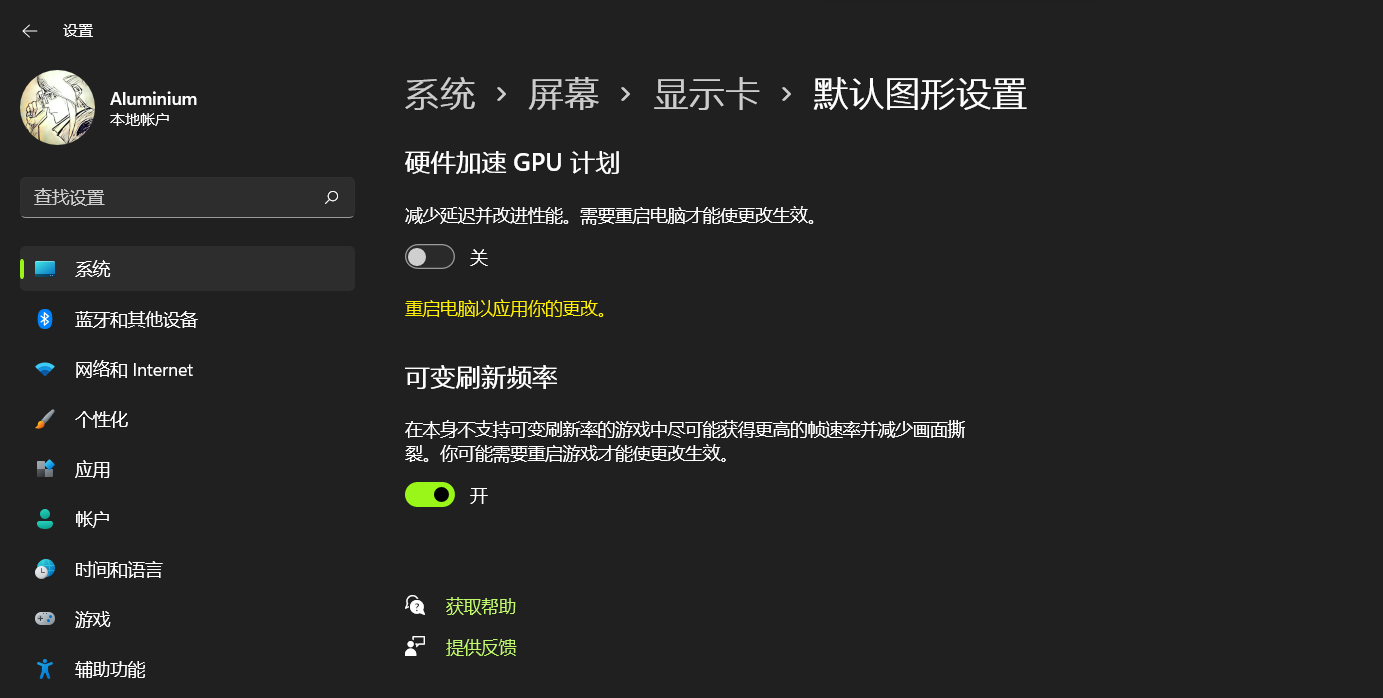 设置
Aluminium
本地帐户
查找设置
系统
蓝牙和其他设备
网络和 Internet
个性化
应用
帐户
时间和语言
游戏
辅助功能
系统 › 屏幕 › 显示卡 › 默认图形设置
硬件加速 GPU 计划
减少延迟并改进性能。需要重启电脑才能使更改生效。
关
重启电脑以应用你的更改。
可变刷新频率
在本身不支持可变刷新率的游戏中尽可能获得更高的帧速率并减少画面撕
裂。你可能需要重启游戏才能使更改生效。
开
获取帮助
提供反馈